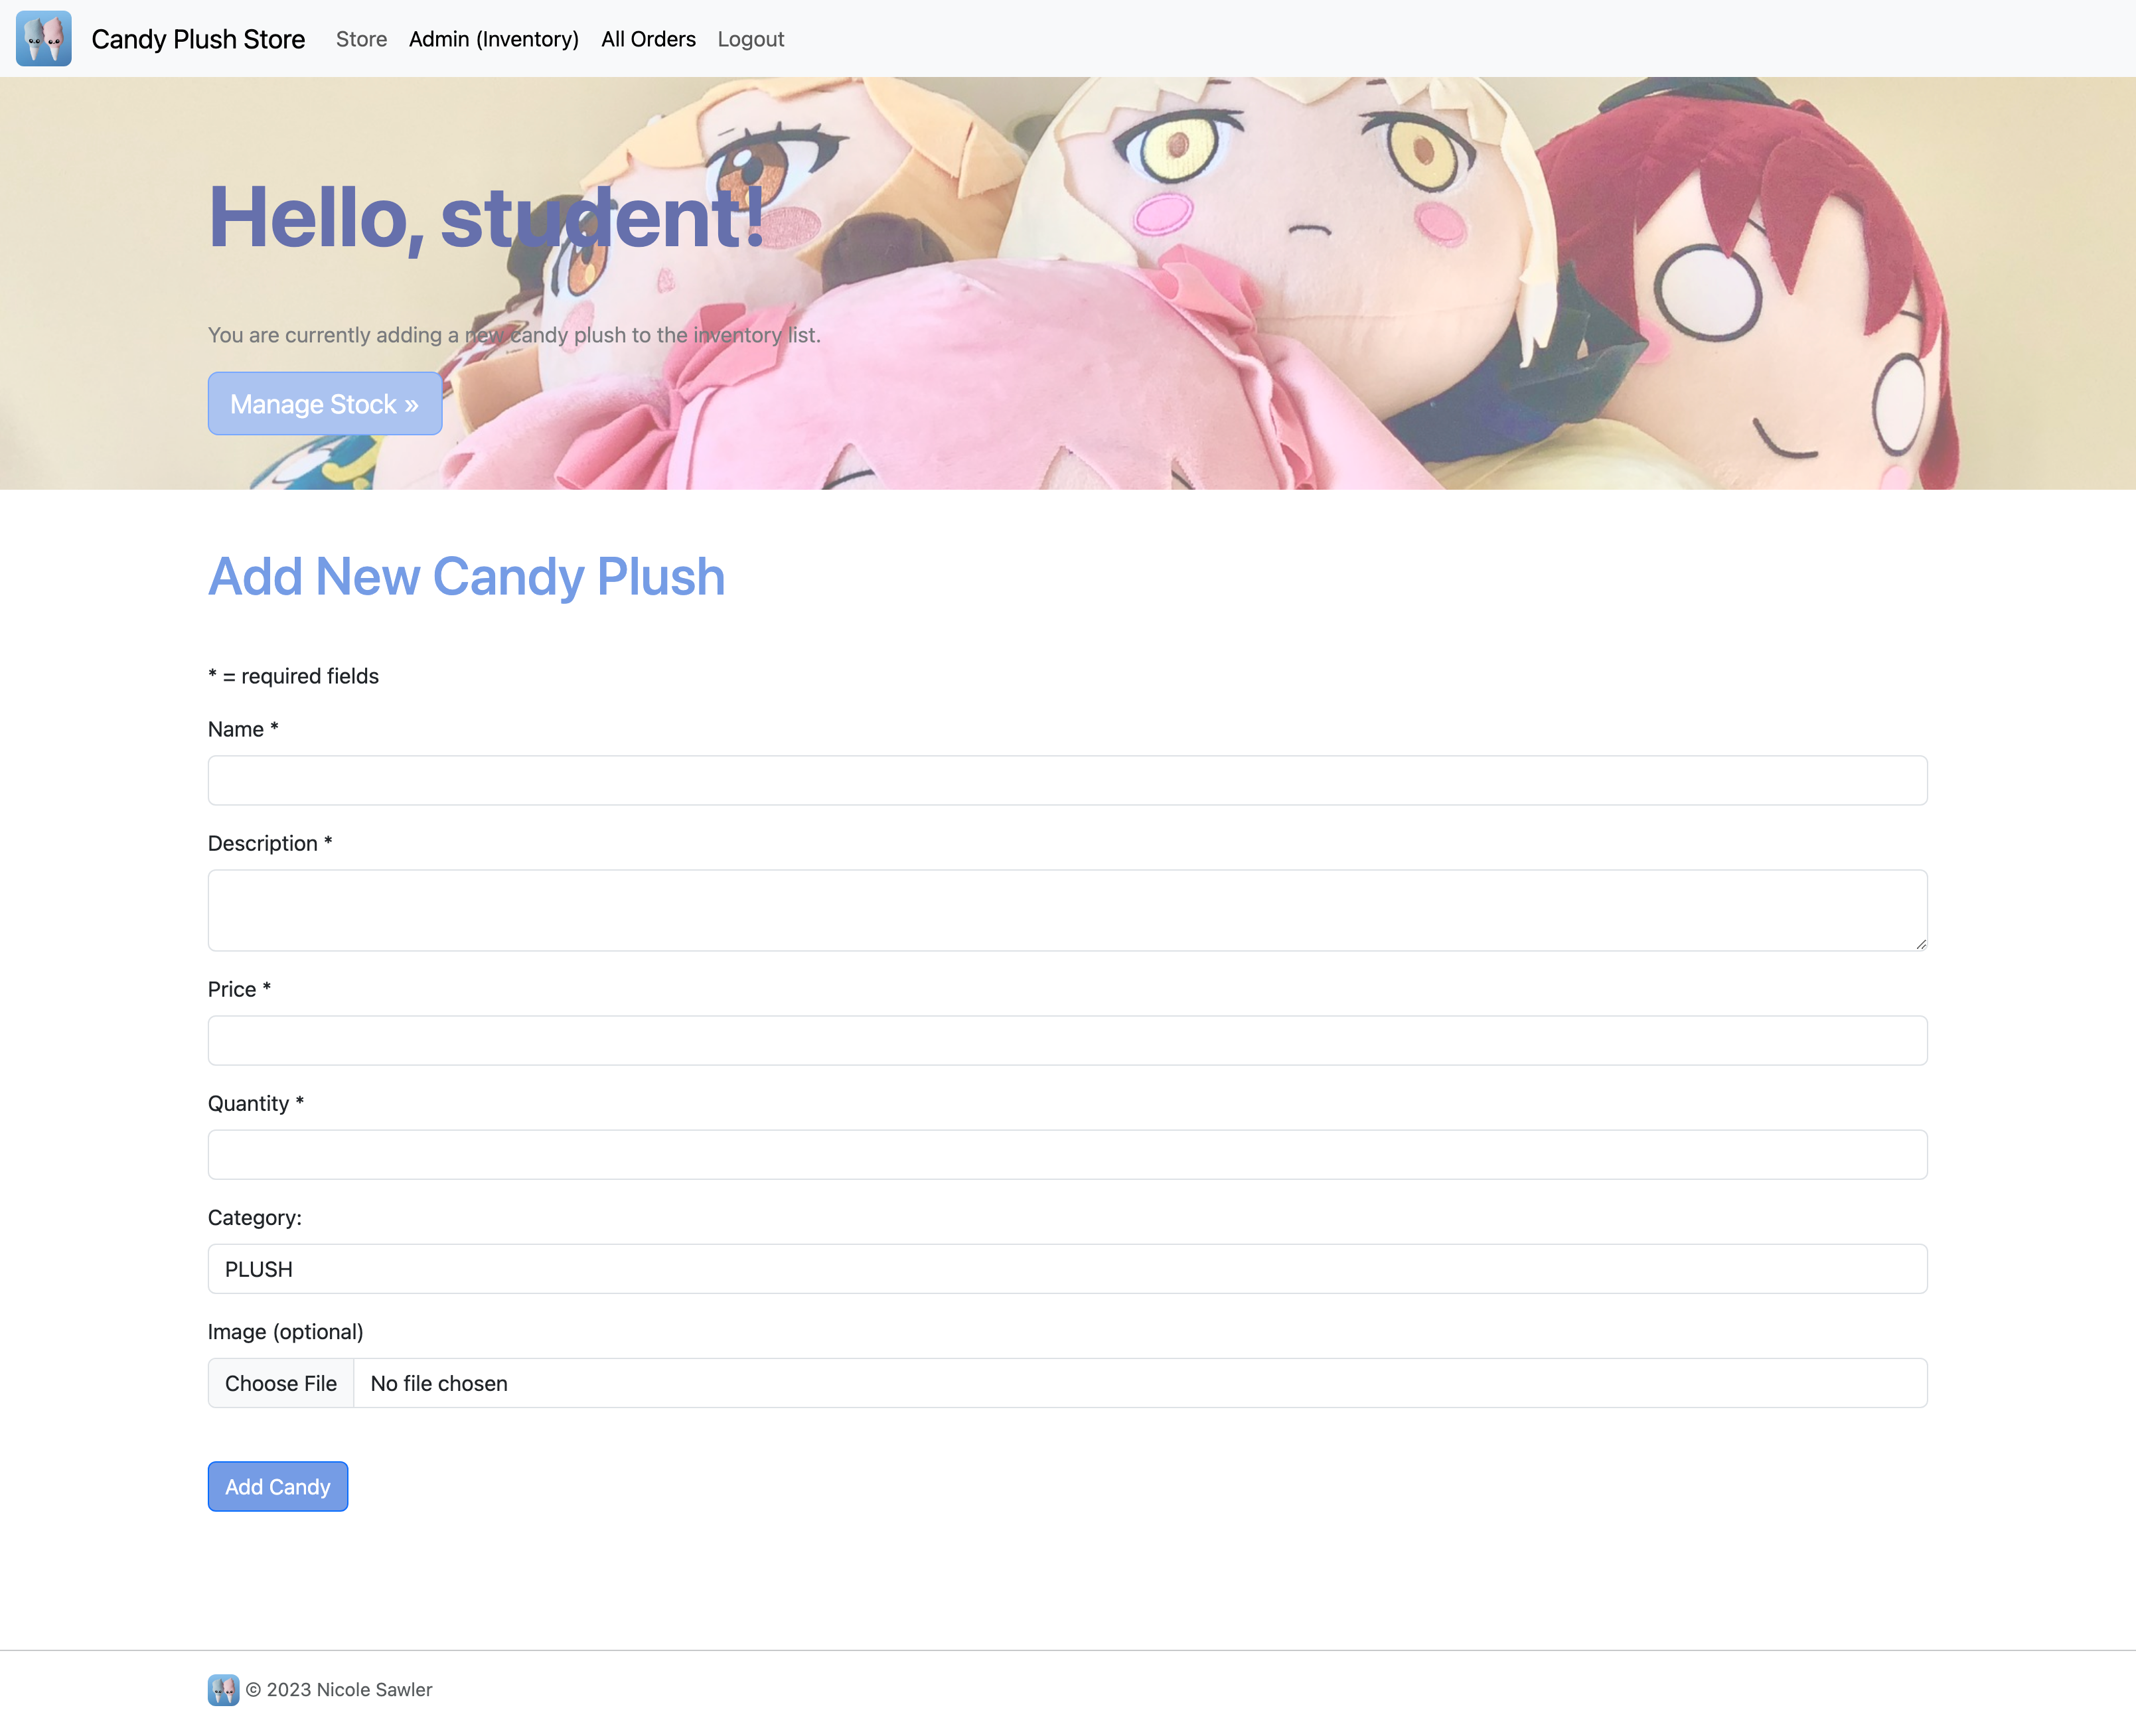 Candy Plush Store Store Admin (Inventory) All Orders Logout
Hello, student!
You are currently adding a new candy plush to the inventory list.
Manage Stock »
Add New Candy Plush
* = required fields
Name *
Description *
Price *
Quantity *
Category:
PLUSH
Image (optional)
Choose File No file chosen
Add Candy
© 2023 Nicole Sawler